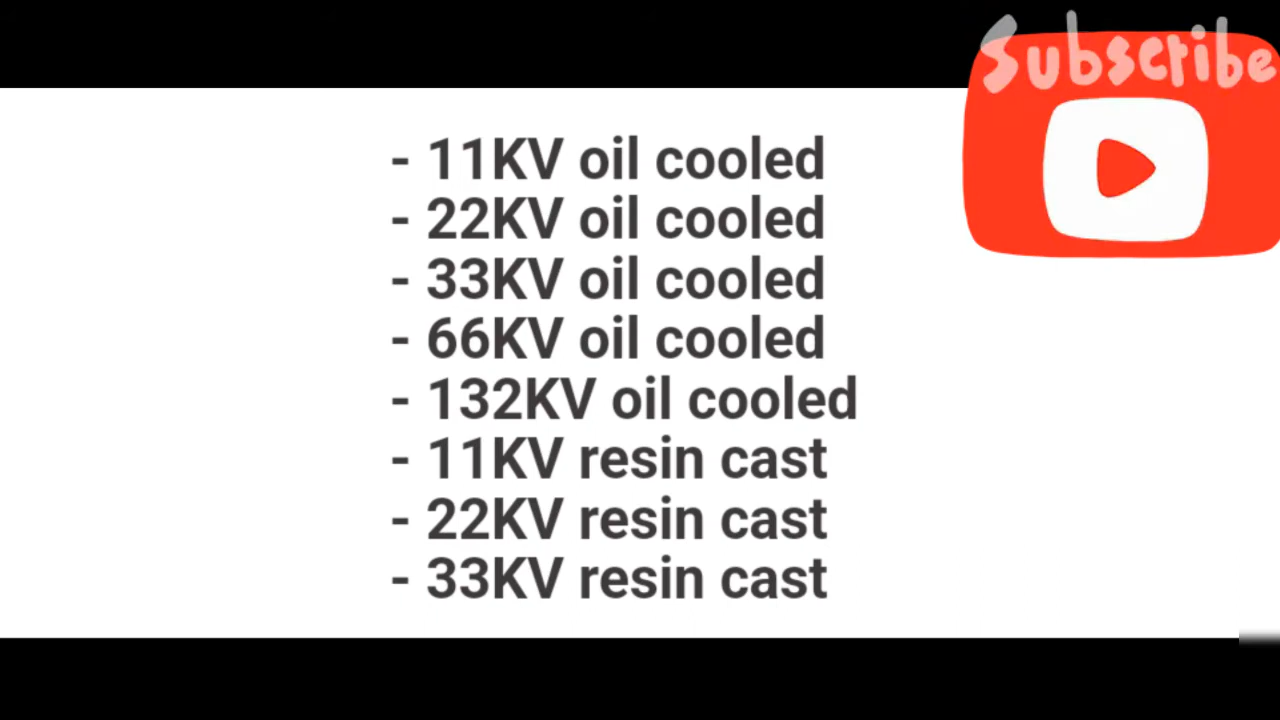 Subscribe
- 11KV oil cooled
- 22KV oil cooled
- 33KV oil cooled
- 66KV oil cooled
- 132KV oil cooled
- 11KV resin cast
- 22KV resin cast
- 33KV resin cast